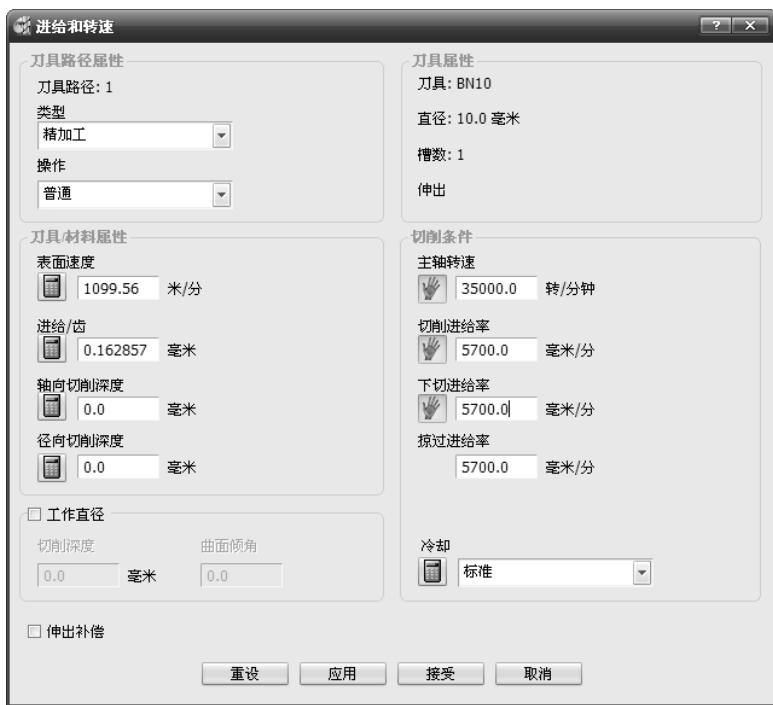 进给和转速
刀具路径属性
刀具路径: 1
类型
精加工
操作
普通
刀具属性
刀具: BN10
直径: 10.0 毫米
槽数: 1
伸出
刀具/材料属性
表面速度
1099.56 米/分
进给/齿
0.162857 毫米
轴向切削深度
0.0 毫米
径向切削深度
0.0 毫米
切削条件
主轴转速
35000.0 转/分钟
切削进给率
5700.0 毫米/分
下切进给率
5700.0 毫米/分
掠过进给率
5700.0 毫米/分
工作直径
切削深度 曲面倾角
0.0 毫米 0.0
冷却
标准
伸出补偿
重设 应用 接受 取消